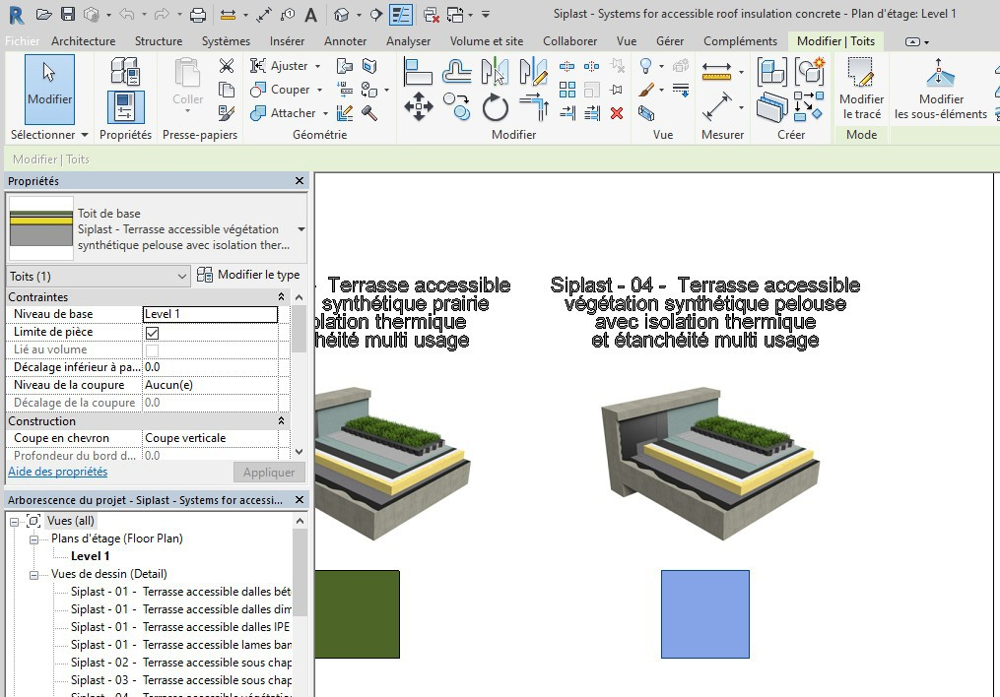 Siplast - Systems for accessible roof insulation concrete - Plan d'étage: Level 1
Fichier Architecture Structure Systèmes Insérer Annoter Analyser Volume et site Collaborer Vue Gérer Compléments Modifier | Toits
Modifier
Sélectionner
Propriétés
Coller
Presse-papiers
Ajuster
Couper
Attacher
Géométrie
Modifier
Vue
Mesurer
Créer
Modifier
le tracé
Mode
Modifier
les sous-éléments
Modifier | Toits
Propriétés
Toit de base
Siplast - Terrasse accessible végétation
synthétique pelouse avec isolation ther...
Toits (1) Modifier le type
Contraintes
Niveau de base Level 1
Limite de pièce
Lié au volume
Décalage inférieur à pa... 0.0
Niveau de la coupure Aucun(e)
Décalage de la coupure 0.0
Construction
Coupe en chevron Coupe verticale
Profondeur du bord d... 0.0
Aide des propriétés Appliquer
Arborescence du projet - Siplast - Systems for accessi...
Vues (all)
Plans d'étage (Floor Plan)
Level 1
Vues de dessin (Detail)
Siplast - 01 - Terrasse accessible dalles bét
Siplast - 01 - Terrasse accessible dalles dim
Siplast - 01 - Terrasse accessible dalles IPE
Siplast - 01 - Terrasse accessible lames bam
Siplast - 02 - Terrasse accessible sous chap
Siplast - 03 - Terrasse accessible sous chap
Siplast - 04 - Terrasse accessible végétatio
- Terrasse accessible
synthétique prairie
olation thermique
héité multi usage
Siplast - 04 - Terrasse accessible
végétation synthétique pelouse
avec isolation thermique
et étanchéité multi usage